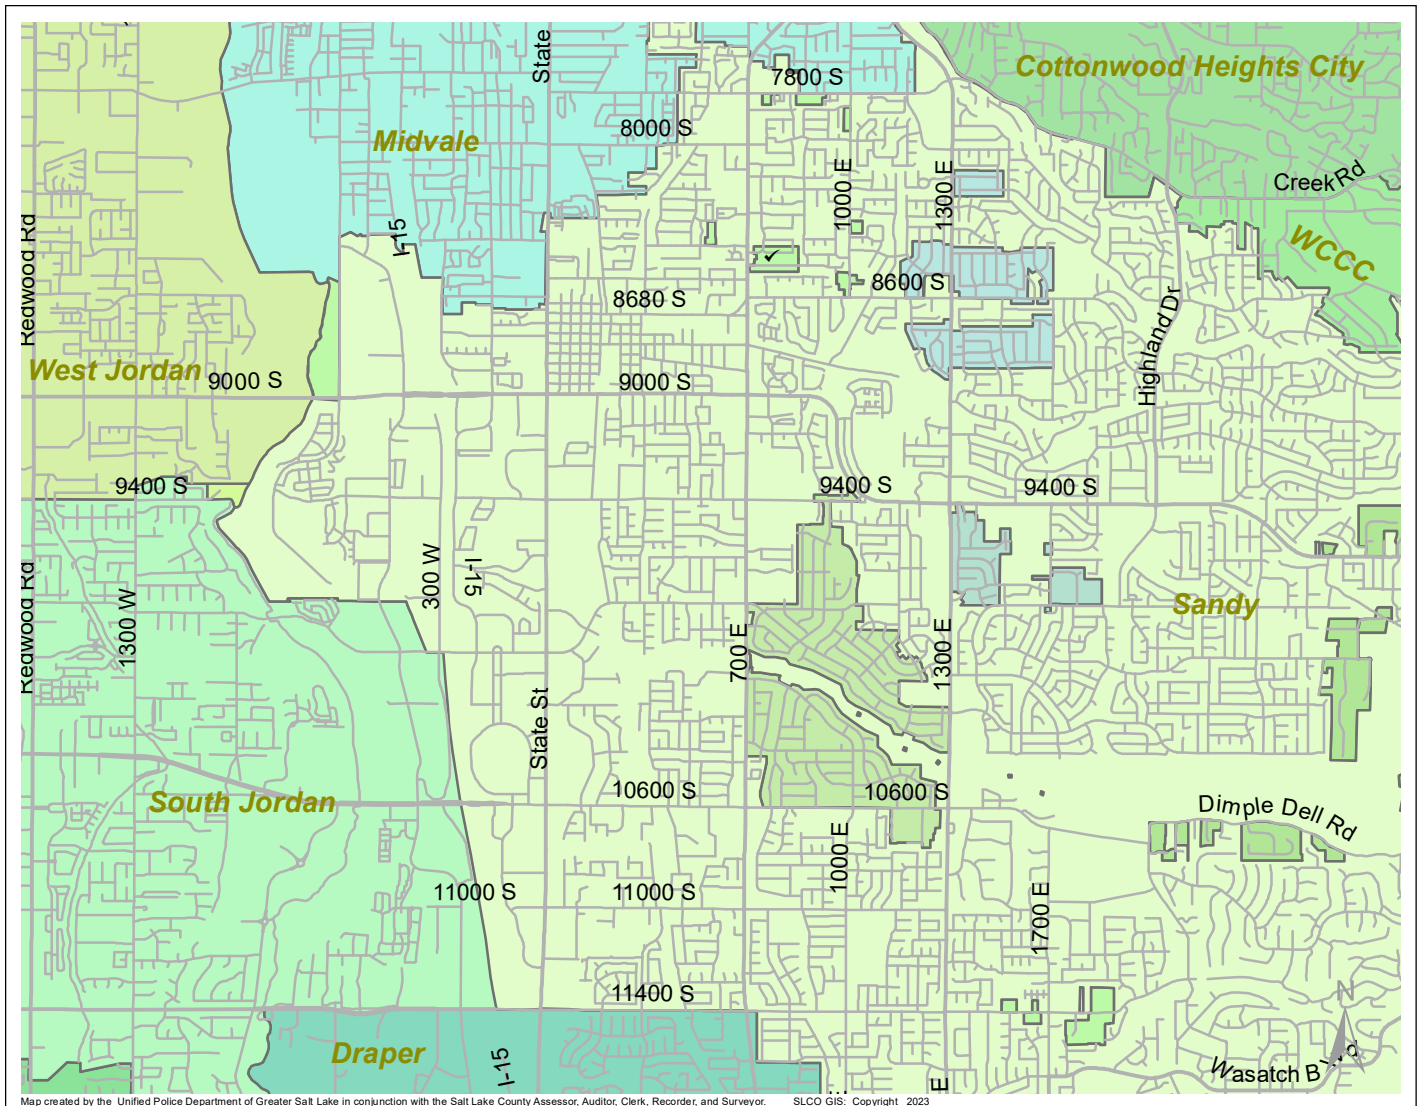 State
7800 S
Cottonwood Heights City
8000 S
Midvale
1000 E
1300 E
Creek Rd
Redwood Rd
I-15
WCCC
8600 S
8680 S
Highland Dr
West Jordan
9000 S
9000 S
9400 S
9400 S
9400 S
300 W
I-15
Redwood Rd
1300 W
Sandy
700 E
1300 E
State St
10600 S
10600 S
South Jordan
Dimple Dell Rd
1000 E
11000 S
11000 S
1700 E
11400 S
N
Draper
I-15
Wasatch Blvd
E
Map created by the Unified Police Department of Greater Salt Lake in conjunction with the Salt Lake County Assessor, Auditor, Clerk, Recorder, and Surveyor. SLCO GIS: Copyright 2023